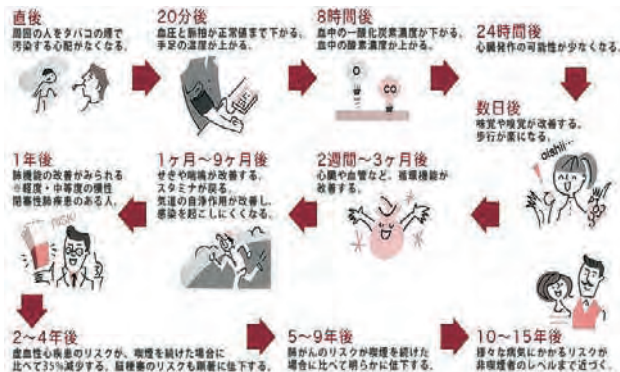 直後
周囲の人をタバコの煙で
汚染する心配がなくなる。
20分後
血圧と脈拍が正常値まで下がる。
手足の温度が上がる。
8時間後
血中の一酸化炭素濃度が下がる。
血中の酸素濃度が上がる。
O
CO
24時間後
心臓発作の可能性が少なくなる。
数日後
味覚や嗅覚が改善する。
歩行が楽になる。
oishii…
2週間〜3ヶ月後
心臓や血管など、循環機能が
改善する。
1ヶ月〜9ヶ月後
せきや喘鳴が改善する。
スタミナが戻る。
気道の自浄作用が改善し、
感染を起こしにくくなる。
1年後
肺機能の改善がみられる
※軽度・中等度の慢性
閉塞性肺疾患のある人。
2〜4年後
虚血性心疾患のリスクが、喫煙を続けた場合に
比べて35%減少する。脳梗塞のリスクも顕著に低下する。
5〜9年後
肺がんのリスクが喫煙を続けた
場合に比べて明らかに低下する。
10〜15年後
様々な病気にかかるリスクが
非喫煙者のレベルまで近づく。